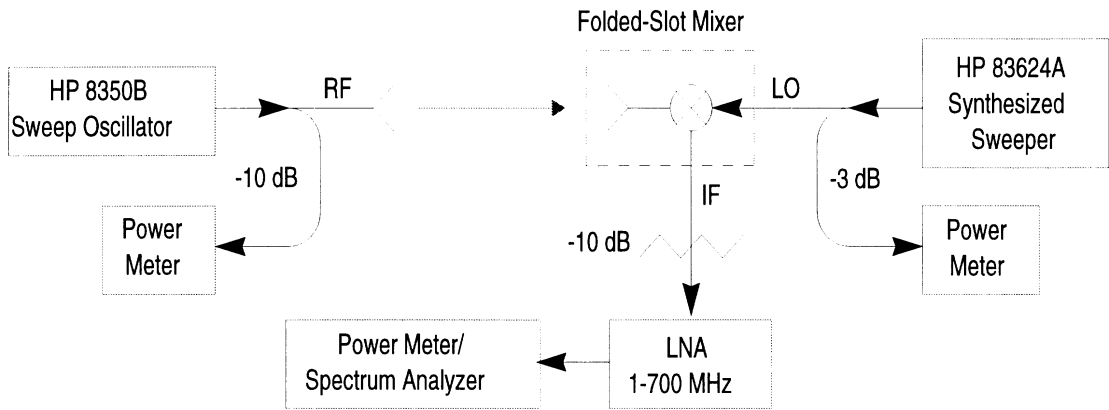 Folded-Slot Mixer
HP 8350B
Sweep Oscillator
RF
LO
HP 83624A
Synthesized
Sweeper
-10 dB
-3 dB
IF
Power
Meter
-10 dB
Power
Meter
Power Meter/
Spectrum Analyzer
LNA
1-700 MHz